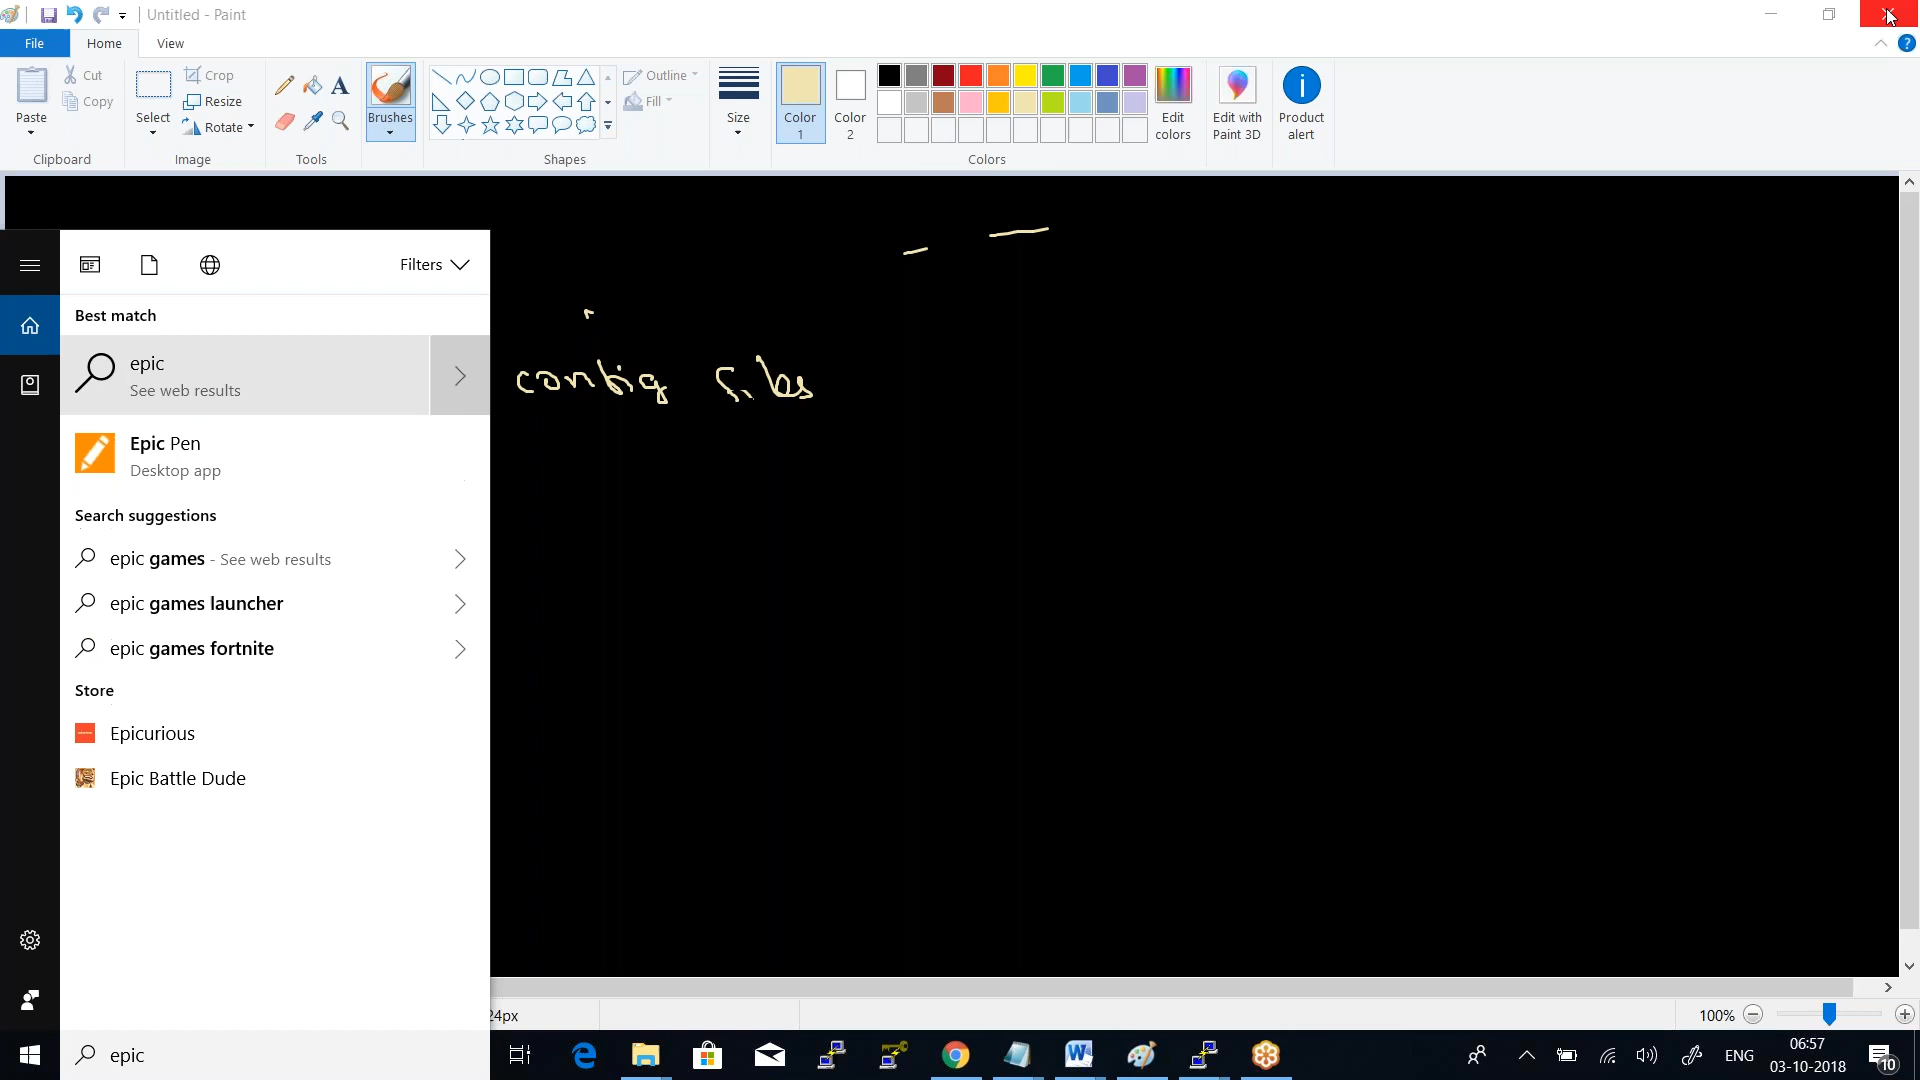 Untitled - Paint
File
Home
View
Paste
Cut
Copy
Clipboard
Select
Crop
Resize
Rotate
Image
A
Tools
Brushes
Shapes
Outline
Fill
Size
Color
1
Color
2
Colors
Edit
colors
Edit with
Paint 3D
Product
alert
Filters
Best match
epic
See web results
Epic Pen
Desktop app
Search suggestions
epic games - See web results
epic games launcher
epic games fortnite
Store
Epicurious
Epic Battle Dude
config files
24px
100%
epic
ENG
06:57
03-10-2018
10